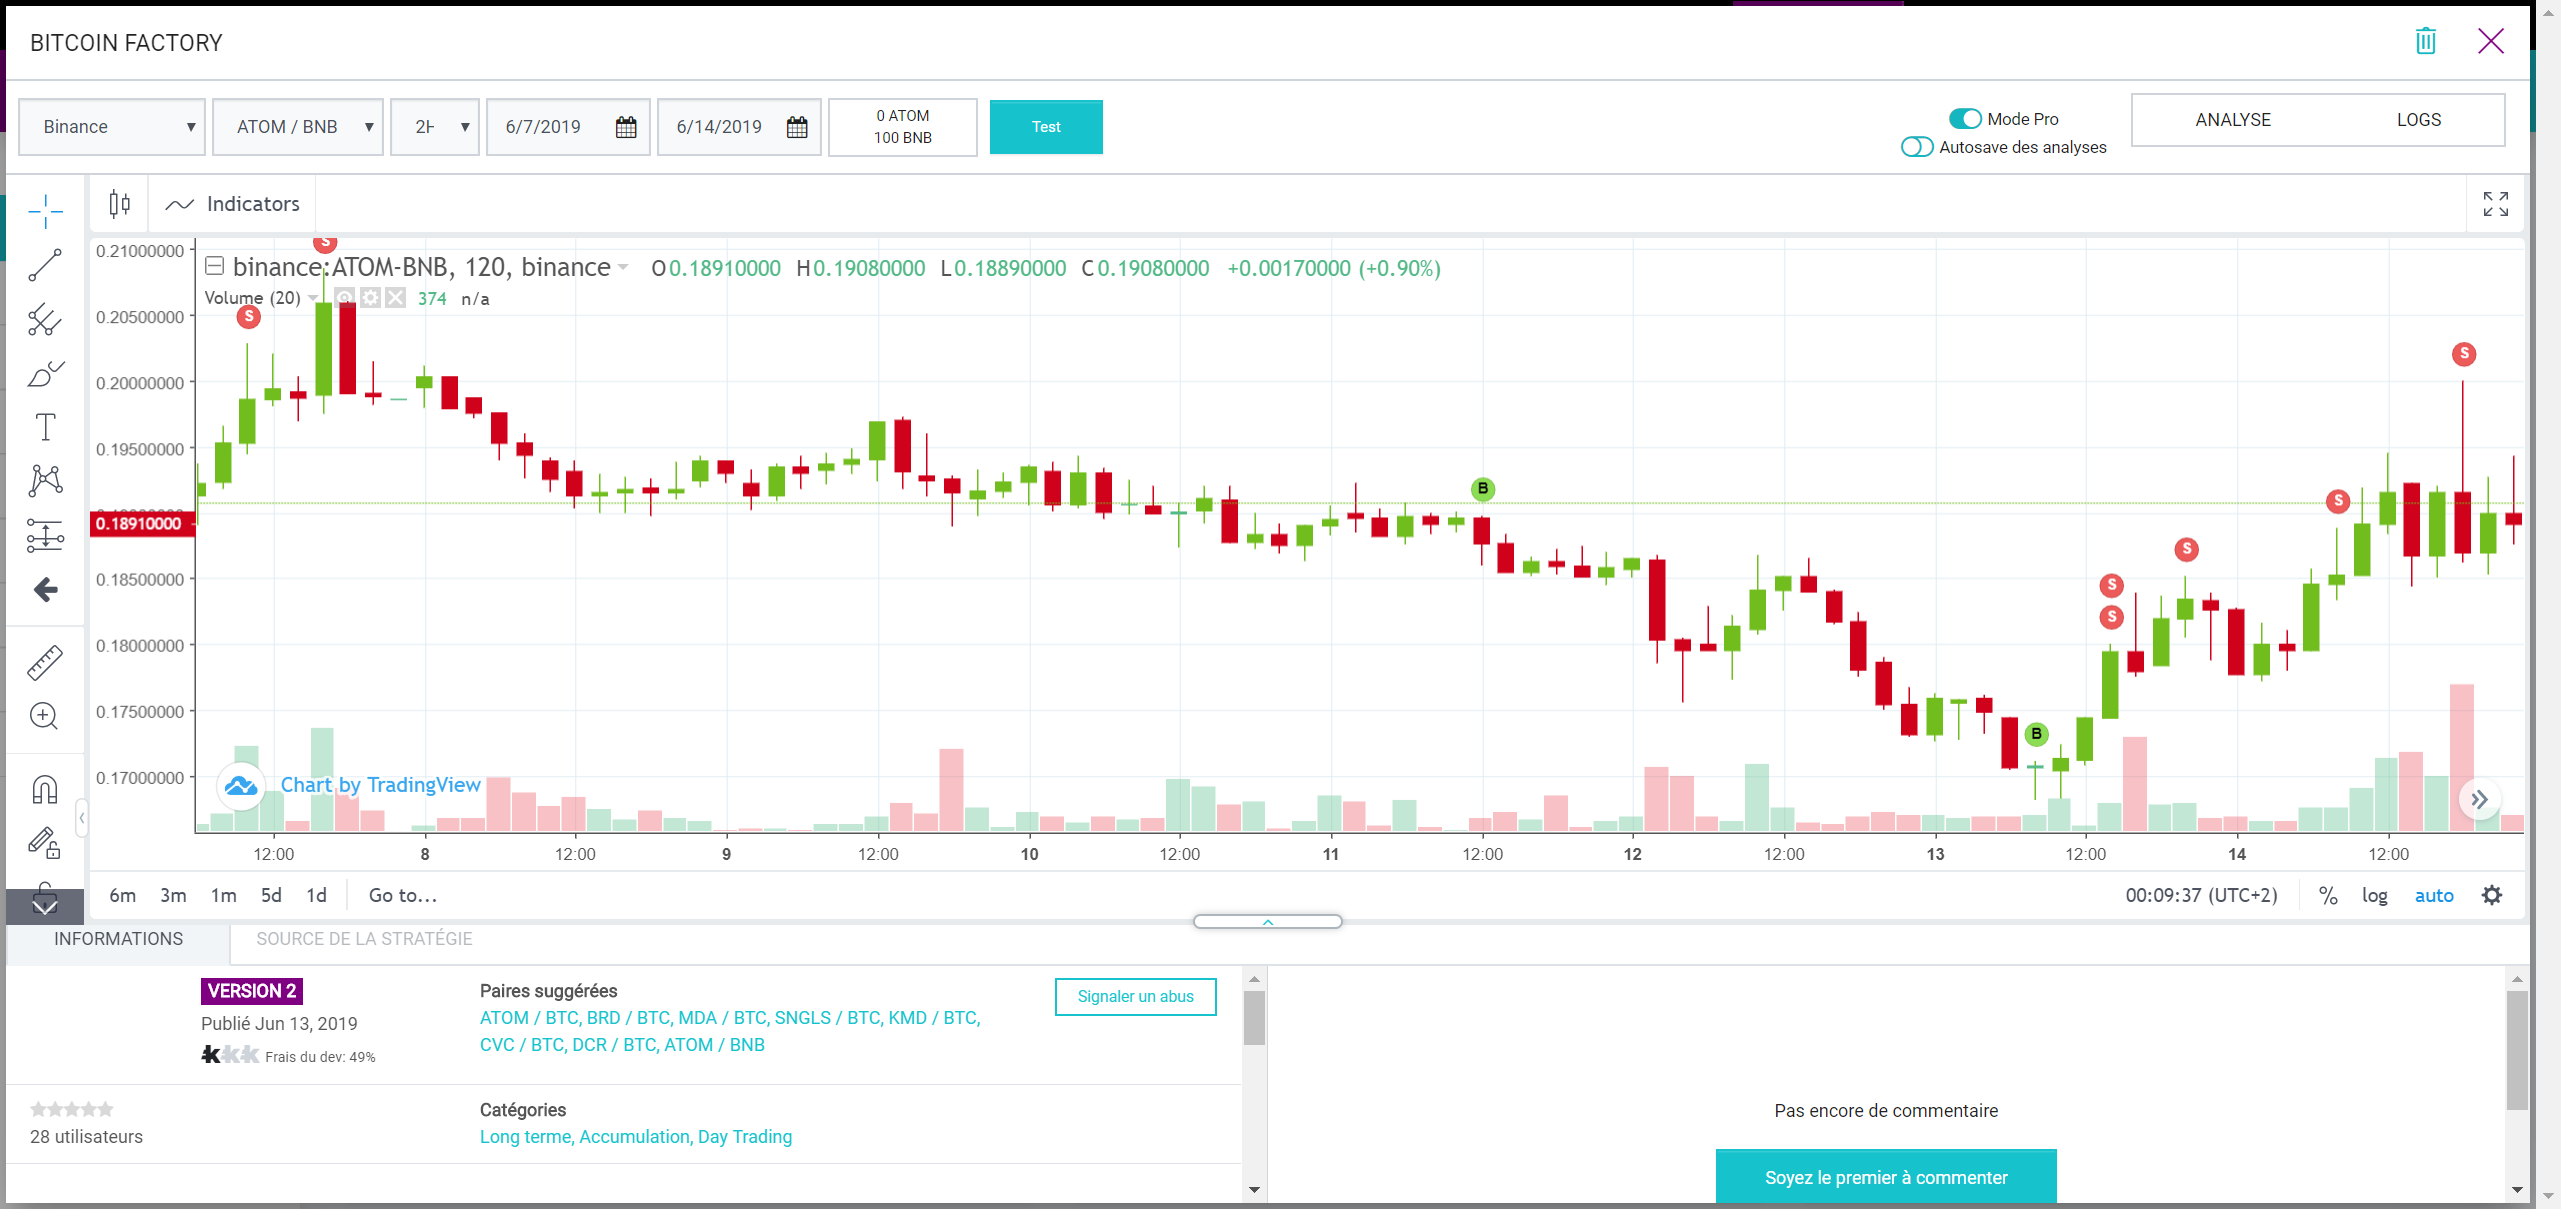 BITCOIN FACTORY
Binance
ATOM / BNB
2H
6/7/2019
6/14/2019
0 ATOM
100 BNB
Test
Mode Pro
Autosave des analyses
ANALYSE
LOGS
Indicators
binance:ATOM-BNB, 120, binance O0.18910000 H0.19080000 L0.18890000 C0.19080000 +0.00170000 (+0.90%)
Volume (20) 374 n/a
0.21000000
0.20500000
0.20000000
0.19500000
0.18910000
0.18500000
0.18000000
0.17500000
0.17000000
S
S
B
B
S
S
S
S
S
Chart by TradingView
12:00 8 12:00 9 12:00 10 12:00 11 12:00 12 12:00 13 12:00 14 12:00
6m 3m 1m 5d 1d Go to... 00:09:37 (UTC+2) % log auto
INFORMATIONS
SOURCE DE LA STRATÉGIE
VERSION 2
Publié Jun 13, 2019
Frais du dev: 49%
Paires suggérées
ATOM / BTC, BRD / BTC, MDA / BTC, SNGLS / BTC, KMD / BTC,
CVC / BTC, DCR / BTC, ATOM / BNB
Signaler un abus
28 utilisateurs
Catégories
Long terme, Accumulation, Day Trading
Pas encore de commentaire
Soyez le premier à commenter